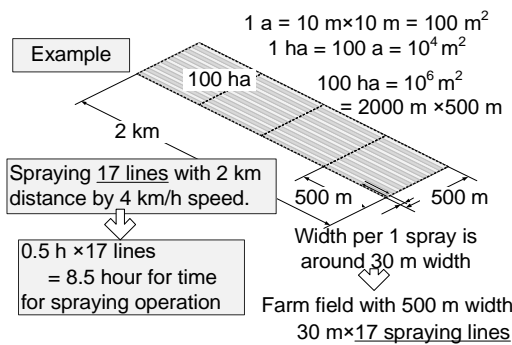 1 a = 10 m×10 m = 100 m²
1 ha = 100 a = 10⁴ m²
Example
100 ha
100 ha = 10⁶ m²
= 2000 m ×500 m
2 km
Spraying 17 lines with 2 km
distance by 4 km/h speed.
500 m
500 m
0.5 h ×17 lines
= 8.5 hour for time
for spraying operation
Width per 1 spray is
around 30 m width
Farm field with 500 m width
30 m×17 spraying lines